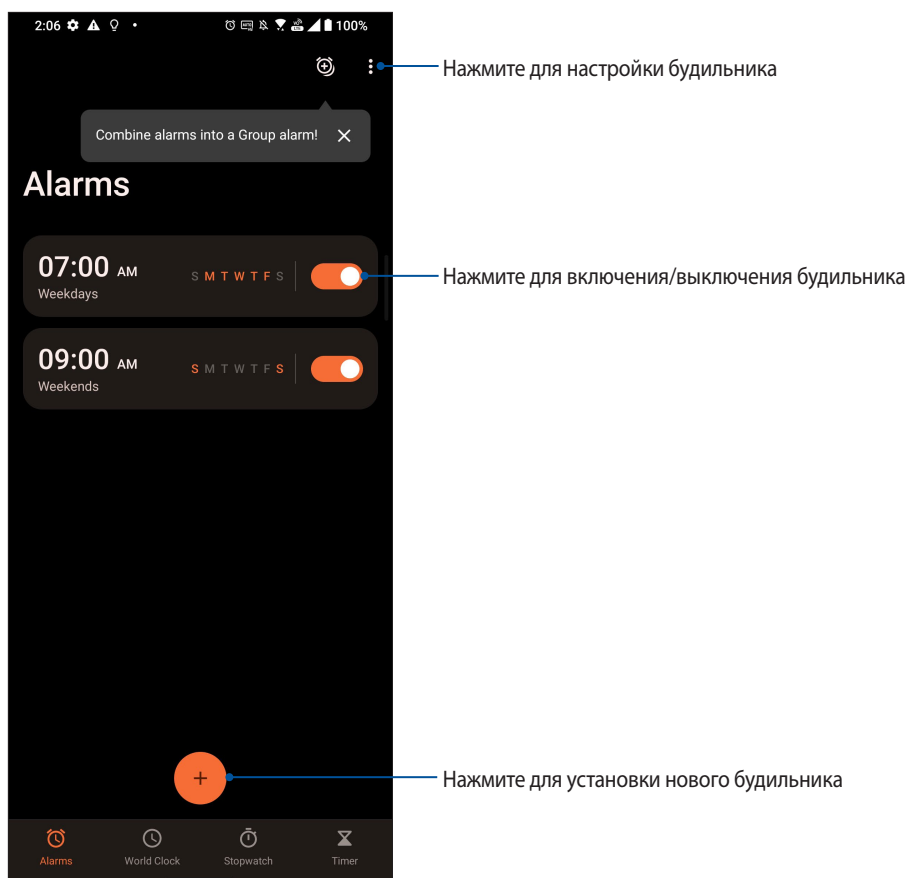 2:06 100%
Нажмите для настройки будильника
Combine alarms into a Group alarm!
Alarms
07:00 AM S M T W T F S
Нажмите для включения/выключения будильника
Weekdays
09:00 AM S M T W T F S
Weekends
+
Нажмите для установки нового будильника
Alarms World Clock Stopwatch Timer